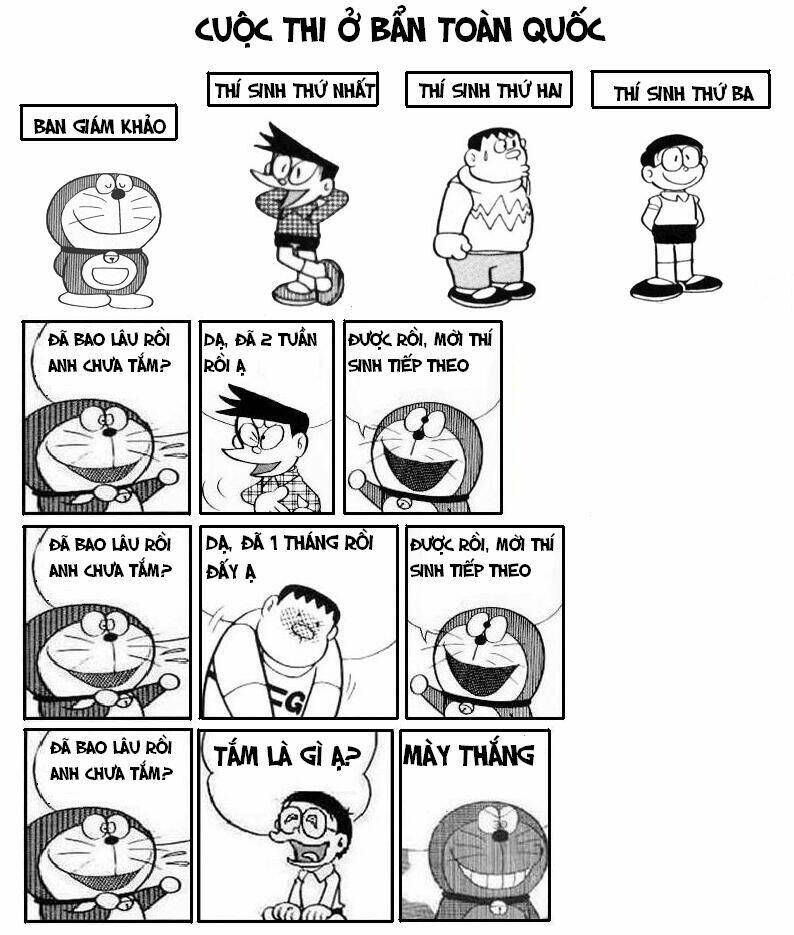 CUỘC THI Ở BẨN TOÀN QUỐC
BAN GIÁM KHẢO
THÍ SINH THỨ NHẤT
THÍ SINH THỨ HAI
THÍ SINH THỨ BA
ĐÃ BAO LÂU RỒI
ANH CHƯA TẮM?
DẠ, ĐÃ 2 TUẦN
RỒI Ạ
ĐƯỢC RỒI, MỜI THÍ
SINH TIẾP THEO
ĐÃ BAO LÂU RỒI
ANH CHƯA TẮM?
DẠ, ĐÃ 1 THÁNG RỒI
ĐẤY Ạ
G
ĐƯỢC RỒI, MỜI THÍ
SINH TIẾP THEO
ĐÃ BAO LÂU RỒI
ANH CHƯA TẮM?
TẮM LÀ GÌ Ạ?
MÀY THẮNG